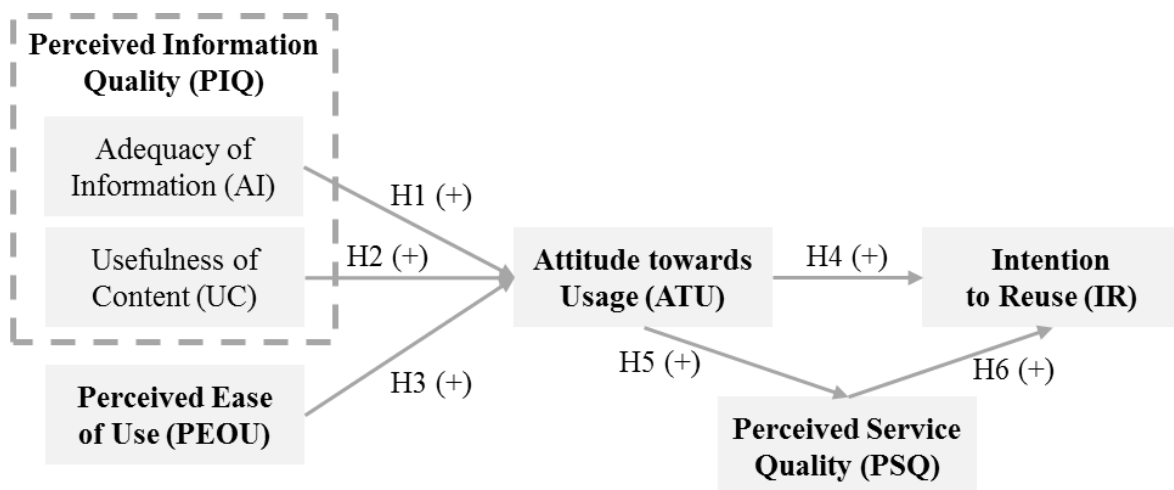 Perceived Information
Quality (PIQ)
Adequacy of
Information (AI)
H1 (+)
Usefulness of
Content (UC)
H2 (+)
Attitude towards
Usage (ATU)
H4 (+)
Intention
to Reuse (IR)
H3 (+)
H5 (+)
H6 (+)
Perceived Ease
of Use (PEOU)
Perceived Service
Quality (PSQ)